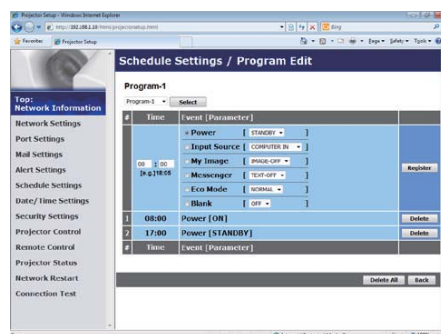 Projector Setup - Windows Internet Explorer
Bing
Favorites Projector Setup
Page Safety Tools
Schedule Settings / Program Edit
Top:
Network Information
Network Settings
Port Settings
Mail Settings
Alert Settings
Schedule Settings
Date/Time Settings
Security Settings
Projector Control
Remote Control
Projector Status
Network Restart
Connection Test
Program-1
Program-1 Select
# Time Event [Parameter]
00 : 00
[e.g.]18:05
Power [ STANDBY ]
Input Source [ COMPUTER IN ]
My Image [ IMAGE-OFF ]
Messenger [ TEXT-OFF ]
Eco Mode [ NORMAL ]
Blank [ OFF ]
Register
1 08:00 Power [ON] Delete
2 17:00 Power [STANDBY] Delete
# Time Event [Parameter]
Delete All Back